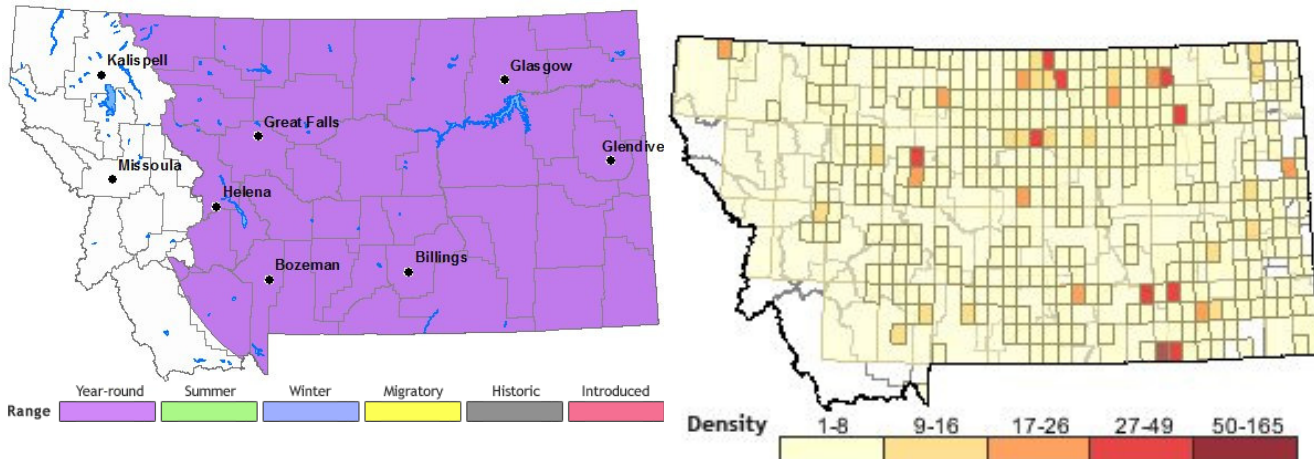 Kalispell
Glasgow
Great Falls
Glendive
Missoula
Helena
Bozeman
Billings
Year-round Summer Winter Migratory Historic Introduced
Range
Density 1-8 9-16 17-26 27-49 50-165